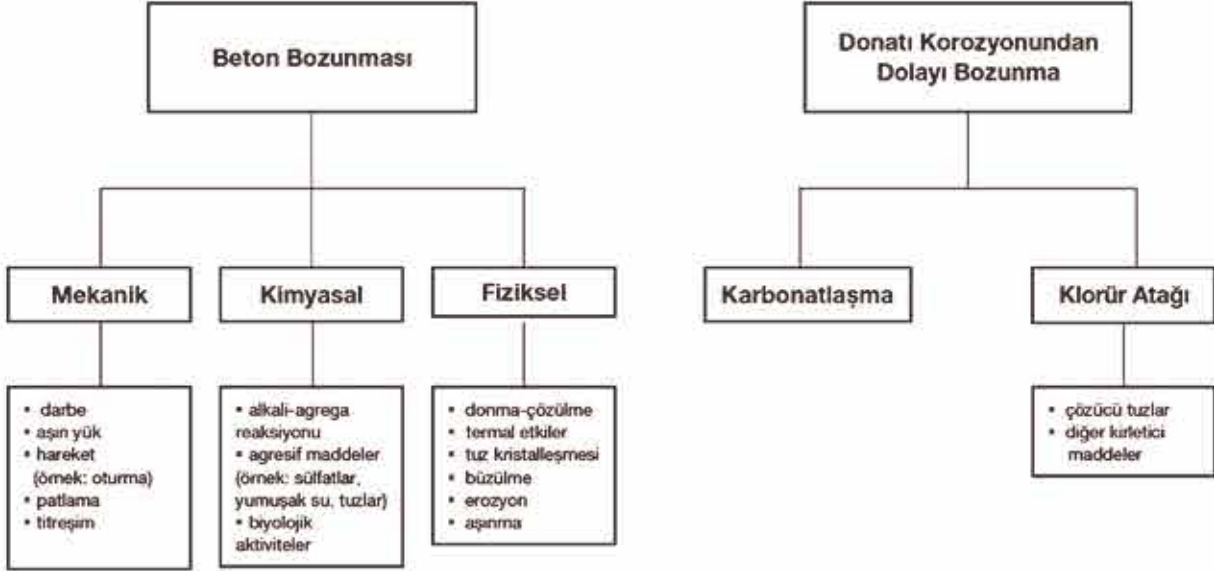 Beton Bozunması
Donatı Korozyonundan
Dolayı Bozunma
Mekanik
Kimyasal
Fiziksel
Karbonatlaşma
Klorür Atağı
▪ darbe
▪ aşırı yük
▪ hareket
(örnek: oturma)
▪ patlama
▪ titreşim
▪ alkali-agrega
reaksiyonu
▪ agresif maddeler
(örnek: sülfatlar,
yumuşak su, tuzlar)
▪ biyolojik
aktiviteler
▪ donma-çözülme
▪ termal etkiler
▪ tuz kristalleşmesi
▪ büzülme
▪ erozyon
▪ aşınma
▪ çözücü tuzlar
▪ diğer kirletici
maddeler